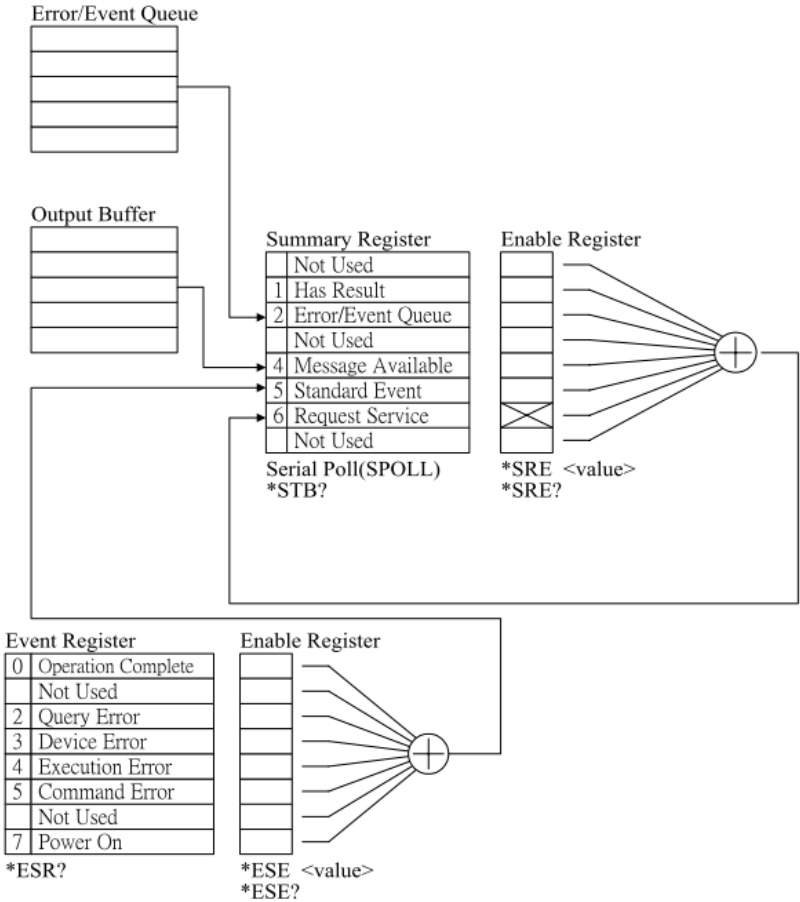 Error/Event Queue
Output Buffer
Summary Register
Not Used
1 Has Result
2 Error/Event Queue
Not Used
4 Message Available
5 Standard Event
6 Request Service
Not Used
Serial Poll(SPOLL)
*STB?
Enable Register
*SRE <value>
*SRE?
Event Register
0 Operation Complete
Not Used
2 Query Error
3 Device Error
4 Execution Error
5 Command Error
Not Used
7 Power On
*ESR?
Enable Register
*ESE <value>
*ESE?